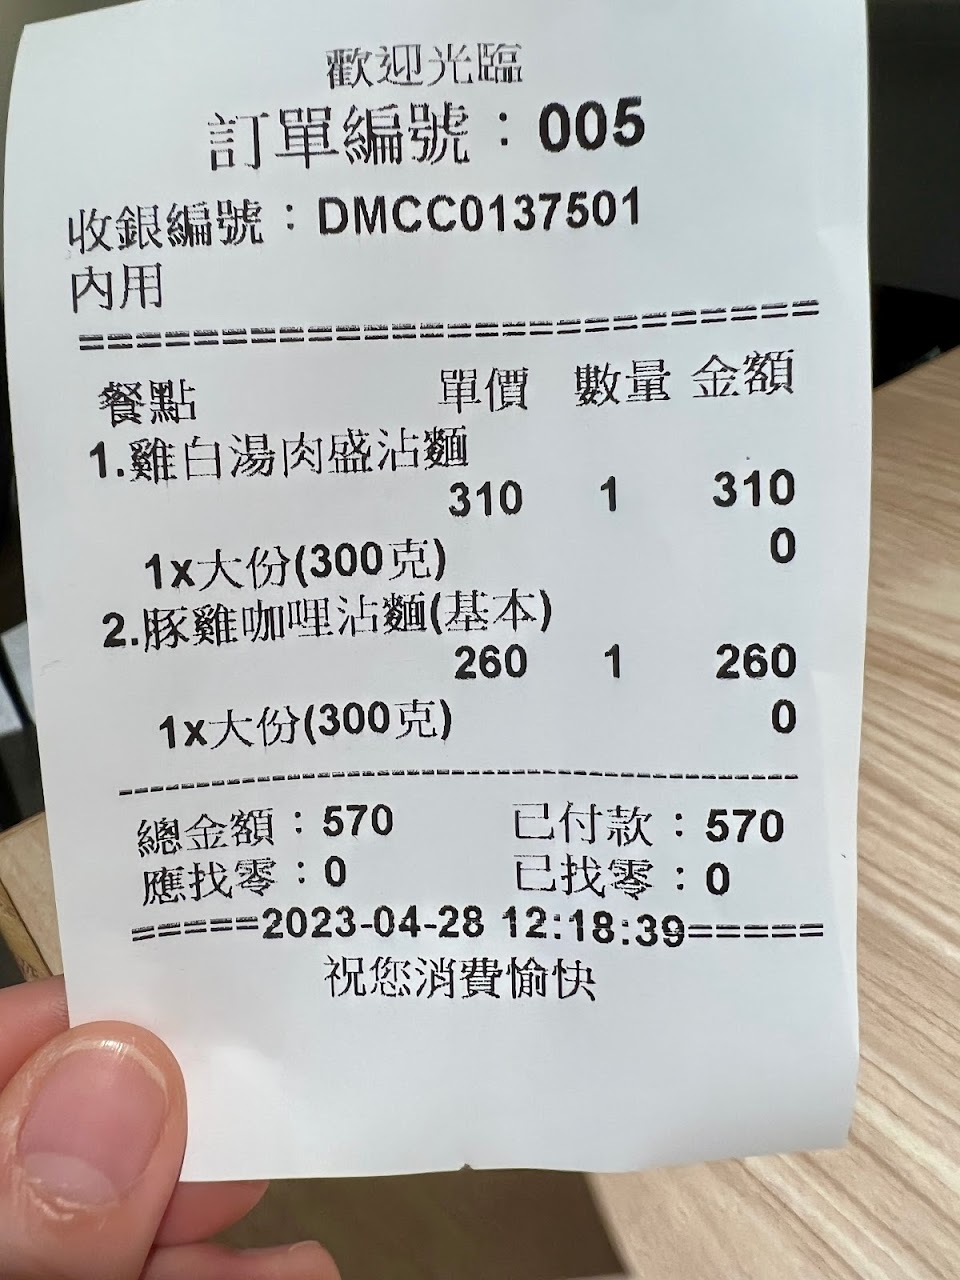 歡迎光臨
訂單編號：005
收銀編號：DMCC0137501
內用
==========================
餐點 單價 數量 金額
1.雞白湯肉盛沾麵
310 1 310
1x大份(300克) 0
2.豚雞咖哩沾麵(基本)
260 1 260
1x大份(300克) 0
------------------------------------------------
總金額：570 已付款：570
應找零：0 已找零：0
=====2023-04-28 12:18:39=====
祝您消費愉快